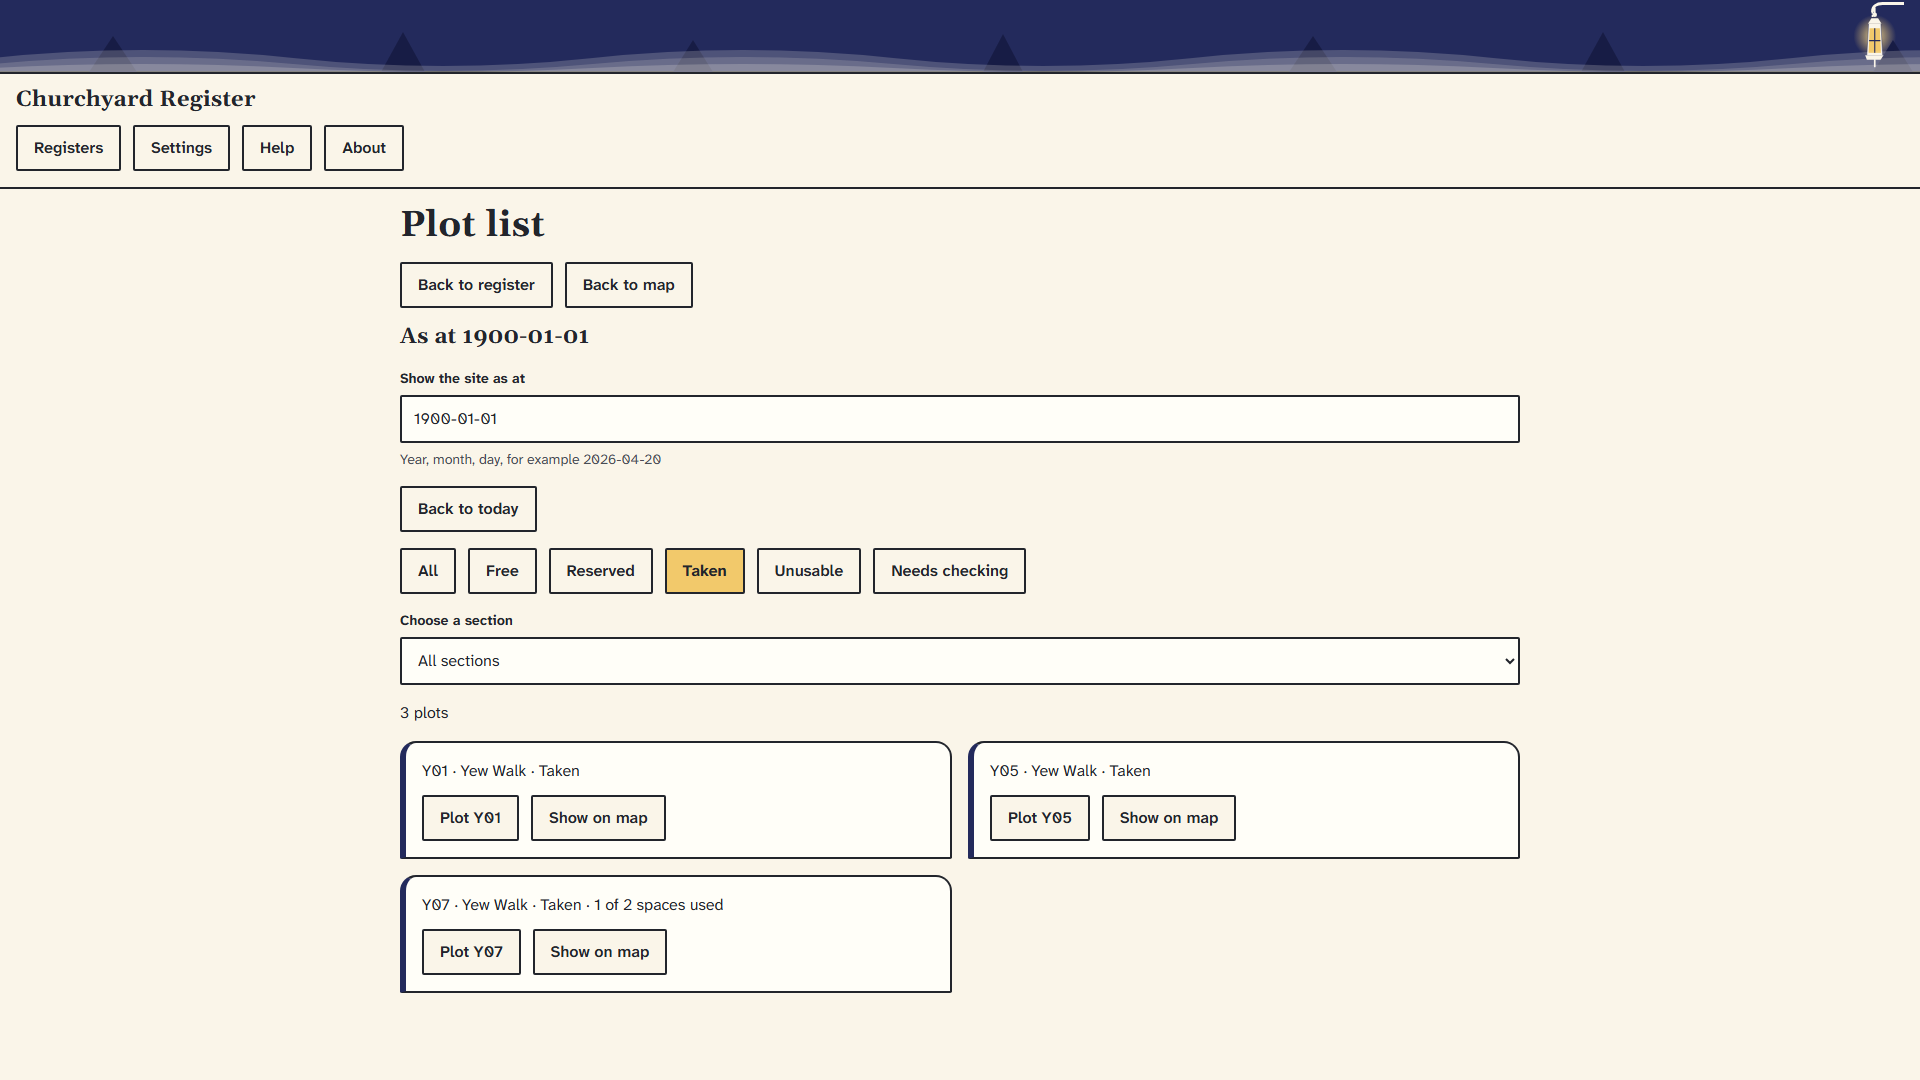 Churchyard Register
Registers Settings Help About
Plot list
Back to register Back to map
As at 1900-01-01
Show the site as at
1900-01-01
Year, month, day, for example 2026-04-20
Back to today
All Free Reserved Taken Unusable Needs checking
Choose a section
All sections
3 plots
Y01 · Yew Walk · Taken
Plot Y01 Show on map
Y05 · Yew Walk · Taken
Plot Y05 Show on map
Y07 · Yew Walk · Taken · 1 of 2 spaces used
Plot Y07 Show on map